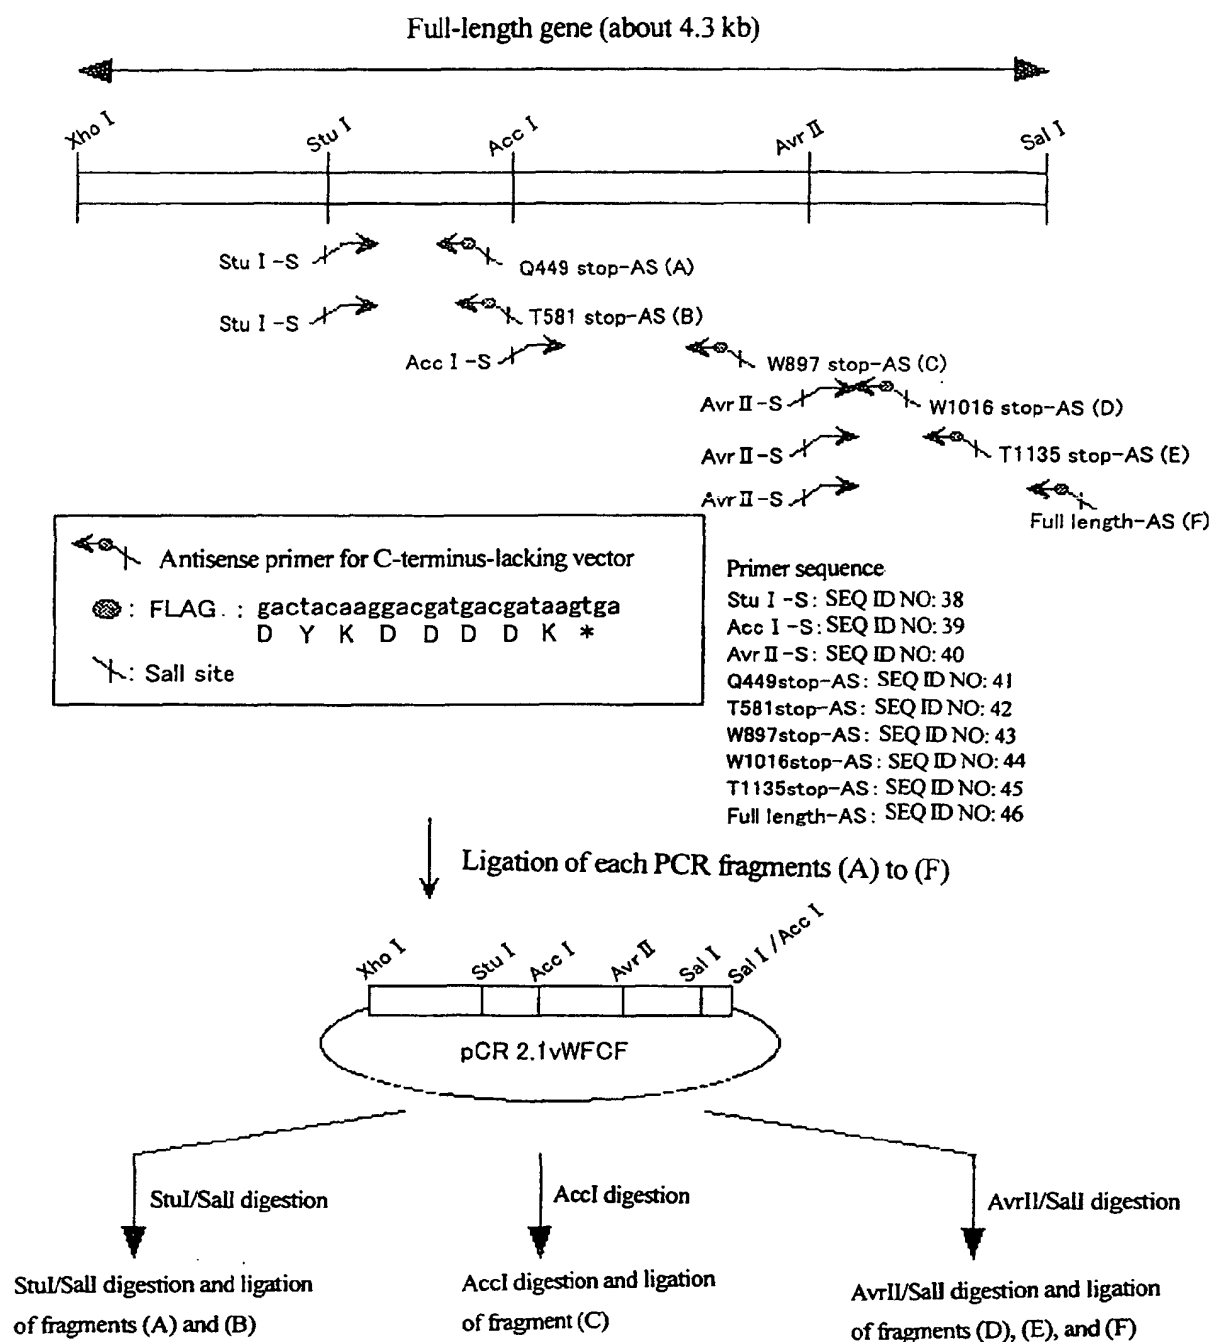 Full-length gene (about 4.3 kb)
Xho I
Stu I
Acc I
Avr II
Sal I
Stu I-S
Q449 stop-AS (A)
Stu I-S
T581 stop-AS (B)
Acc I-S
W897 stop-AS (C)
Avr II-S
W1016 stop-AS (D)
Avr II-S
T1135 stop-AS (E)
Avr II-S
Full length-AS (F)
Antisense primer for C-terminus-lacking vector
: FLAG. : gactacaaggacgatgacgataagtga
D Y K D D D D K *
: SalI site
Primer sequence
Stu I-S: SEQ ID NO: 38
Acc I-S: SEQ ID NO: 39
Avr II-S: SEQ ID NO: 40
Q449stop-AS: SEQ ID NO: 41
T581stop-AS: SEQ ID NO: 42
W897stop-AS: SEQ ID NO: 43
W1016stop-AS: SEQ ID NO: 44
T1135stop-AS: SEQ ID NO: 45
Full length-AS: SEQ ID NO: 46
Ligation of each PCR fragments (A) to (F)
Xho I
Stu I
Acc I
Avr II
Sal I
Sal I/Acc I
pCR 2.1vWFCF
StuI/SalI digestion
AccI digestion
AvrII/SalI digestion
StuI/SalI digestion and ligation
of fragments (A) and (B)
AccI digestion and ligation
of fragment (C)
AvrII/SalI digestion and ligation
of fragments (D), (E), and (F)